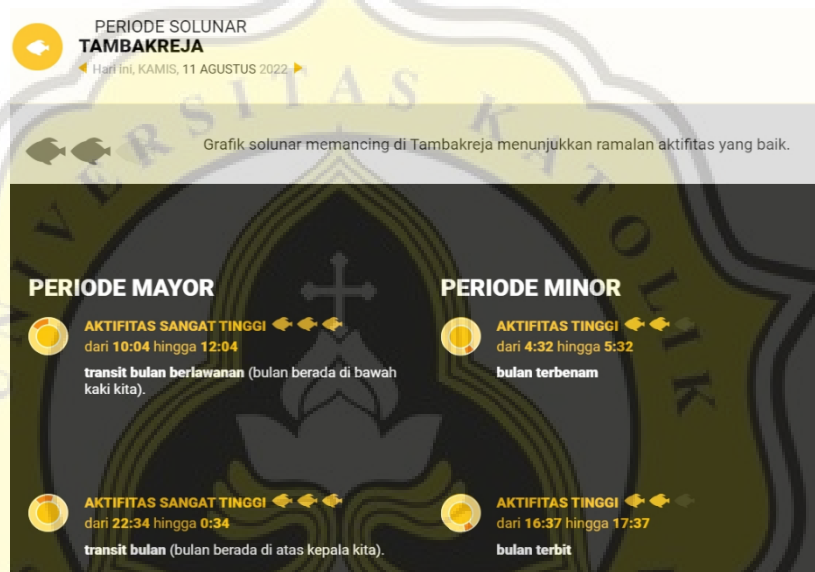 PERIODE SOLUNAR
TAMBAKREJA
Hari ini, KAMIS, 11 AGUSTUS 2022
Grafik solunar memancing di Tambakreja menunjukkan ramalan aktifitas yang baik.
PERIODE MAYOR
AKTIFITAS SANGAT TINGGI
dari 10:04 hingga 12:04
transit bulan berlawanan (bulan berada di bawah
kaki kita).
AKTIFITAS SANGAT TINGGI
dari 22:34 hingga 0:34
transit bulan (bulan berada di atas kepala kita).
PERIODE MINOR
AKTIFITAS TINGGI
dari 4:32 hingga 5:32
bulan terbenam
AKTIFITAS TINGGI
dari 16:37 hingga 17:37
bulan terbit
UNIVERSITAS KATOLIK